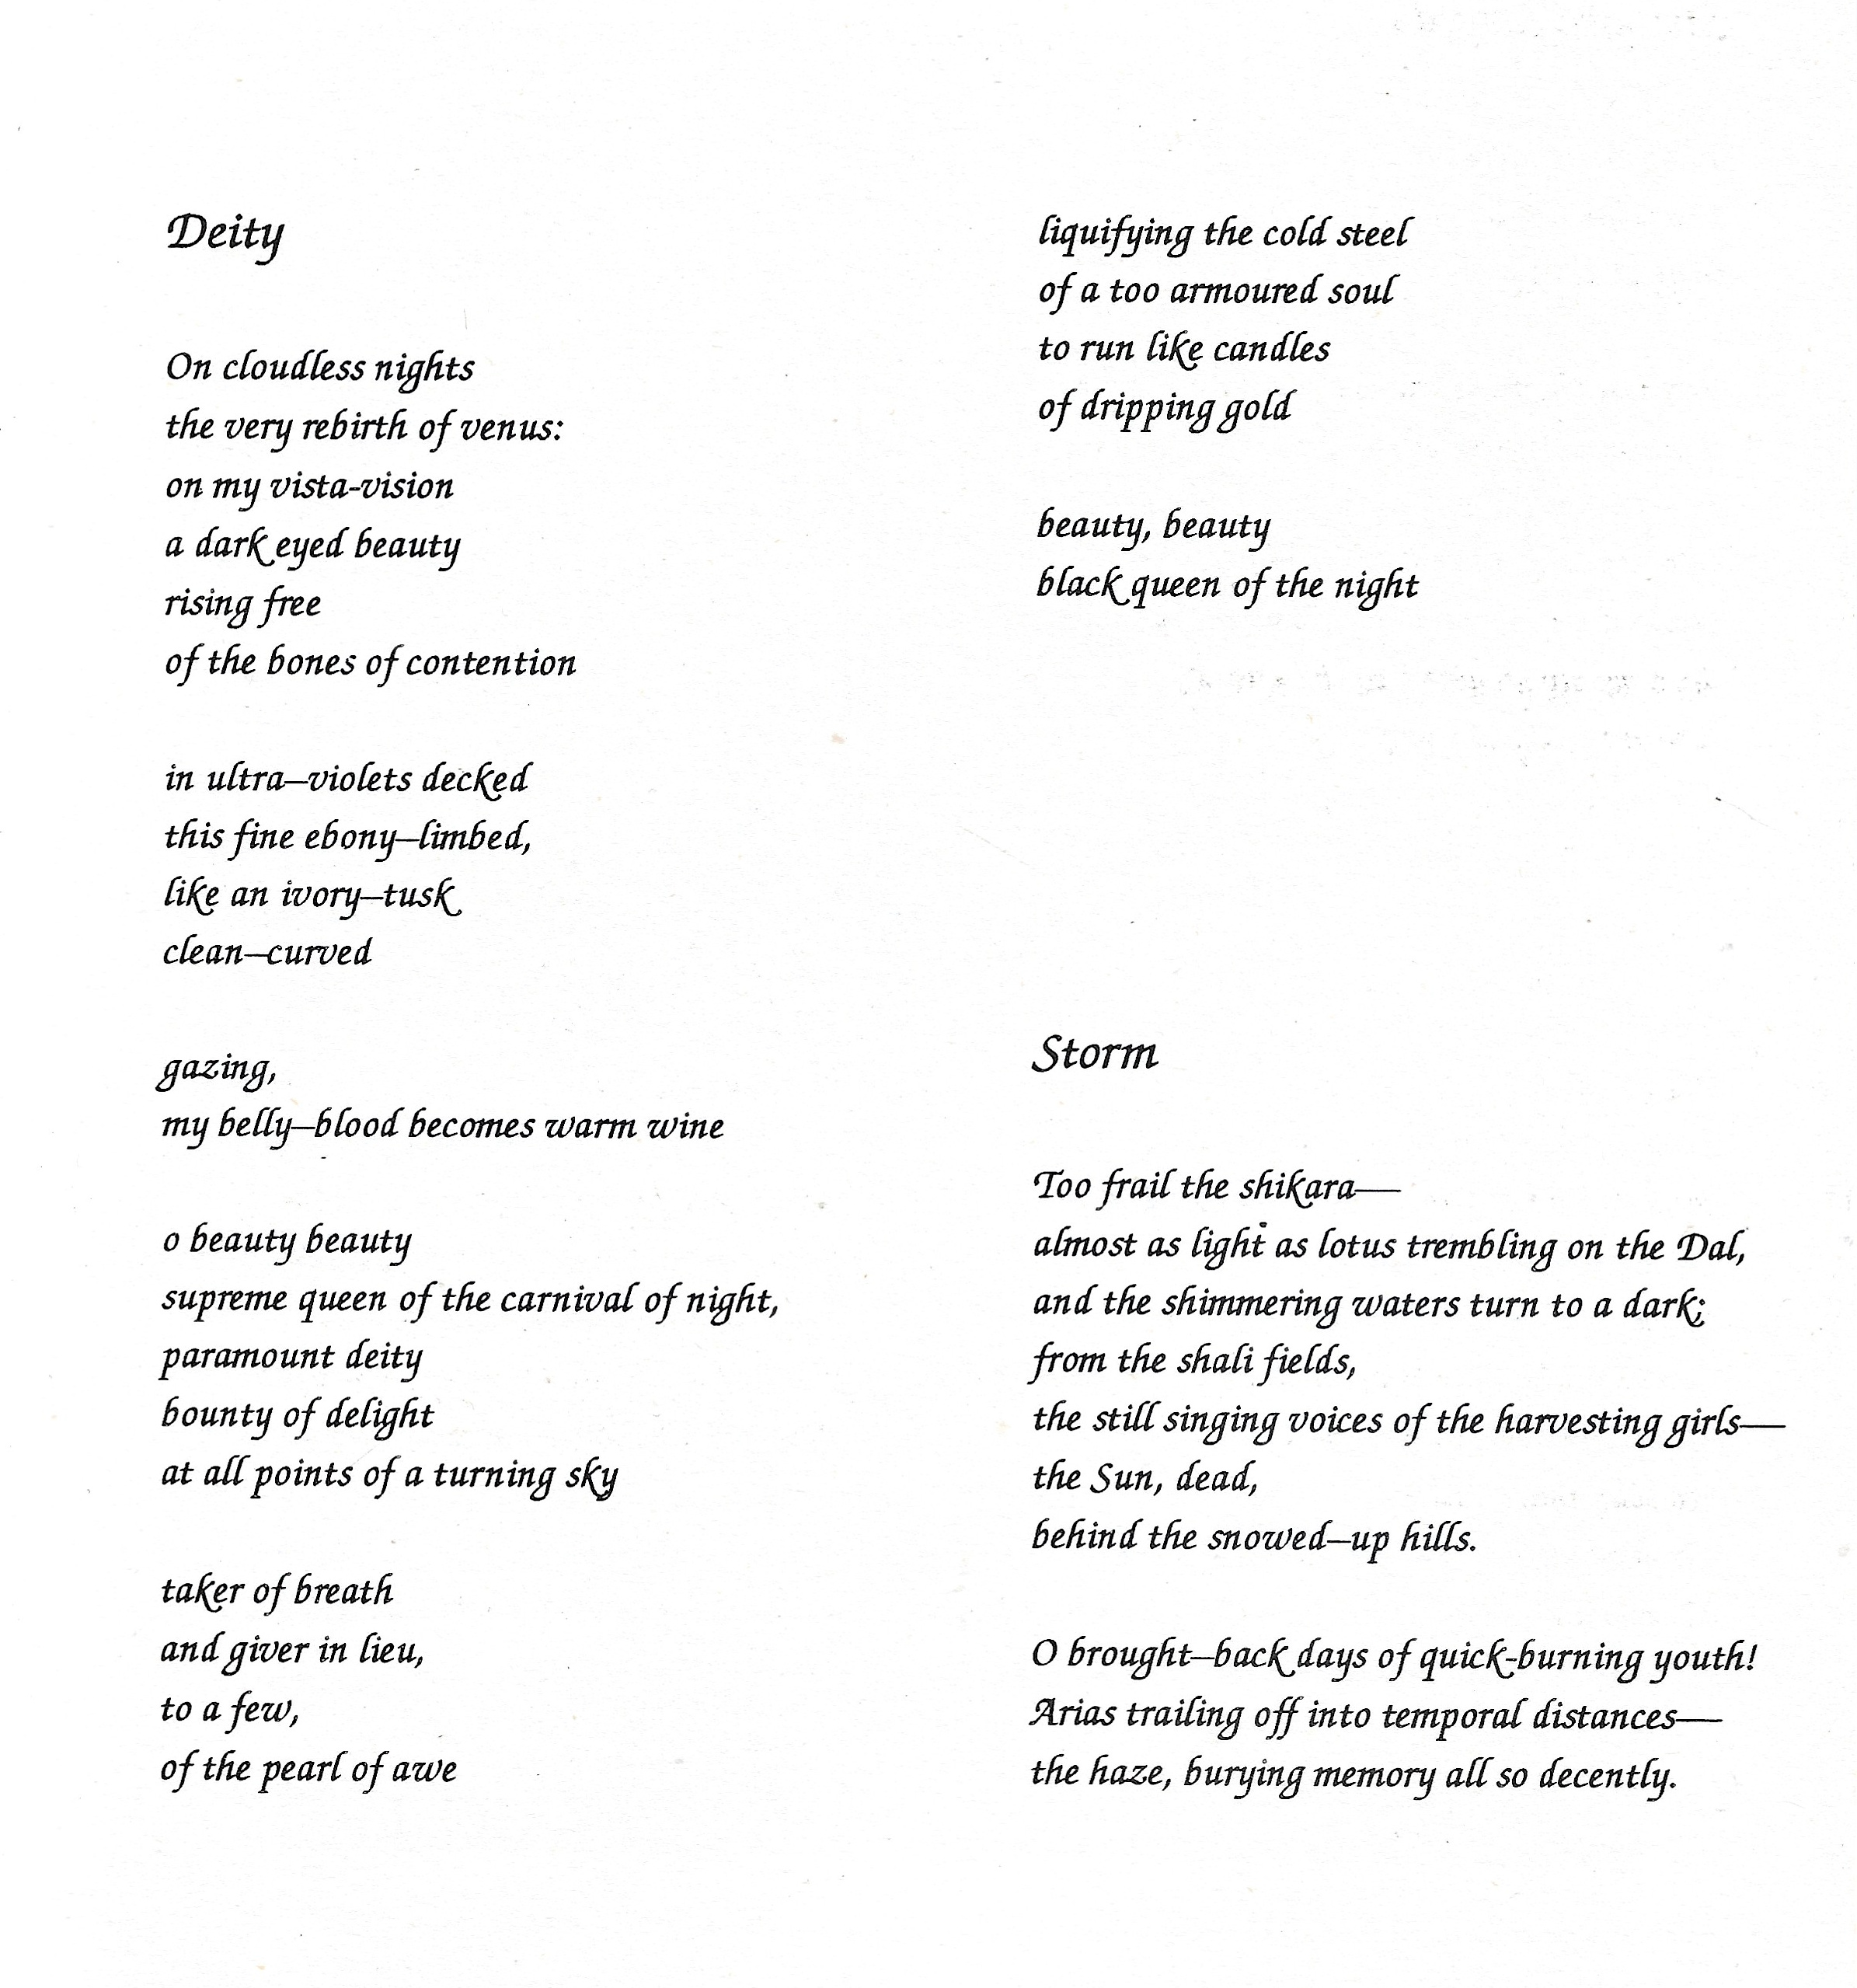 Deity
On cloudless nights
the very rebirth of venus:
on my vista-vision
a dark eyed beauty
rising free
of the bones of contention
in ultra—violets decked
this fine ebony—limbed,
like an ivory—tusk
clean—curved
gazing,
my belly—blood becomes warm wine
o beauty beauty
supreme queen of the carnival of night,
paramount deity
bounty of delight
at all points of a turning sky
taker of breath
and giver in lieu,
to a few,
of the pearl of awe
liquifying the cold steel
of a too armoured soul
to run like candles
of dripping gold
beauty, beauty
black queen of the night
Storm
Too frail the shikara—
almost as light as lotus trembling on the Dal,
and the shimmering waters turn to a dark;
from the shali fields,
the still singing voices of the harvesting girls—
the Sun, dead,
behind the snowed—up hills.
O brought—back days of quick-burning youth!
Arias trailing off into temporal distances—
the haze, burying memory all so decently.